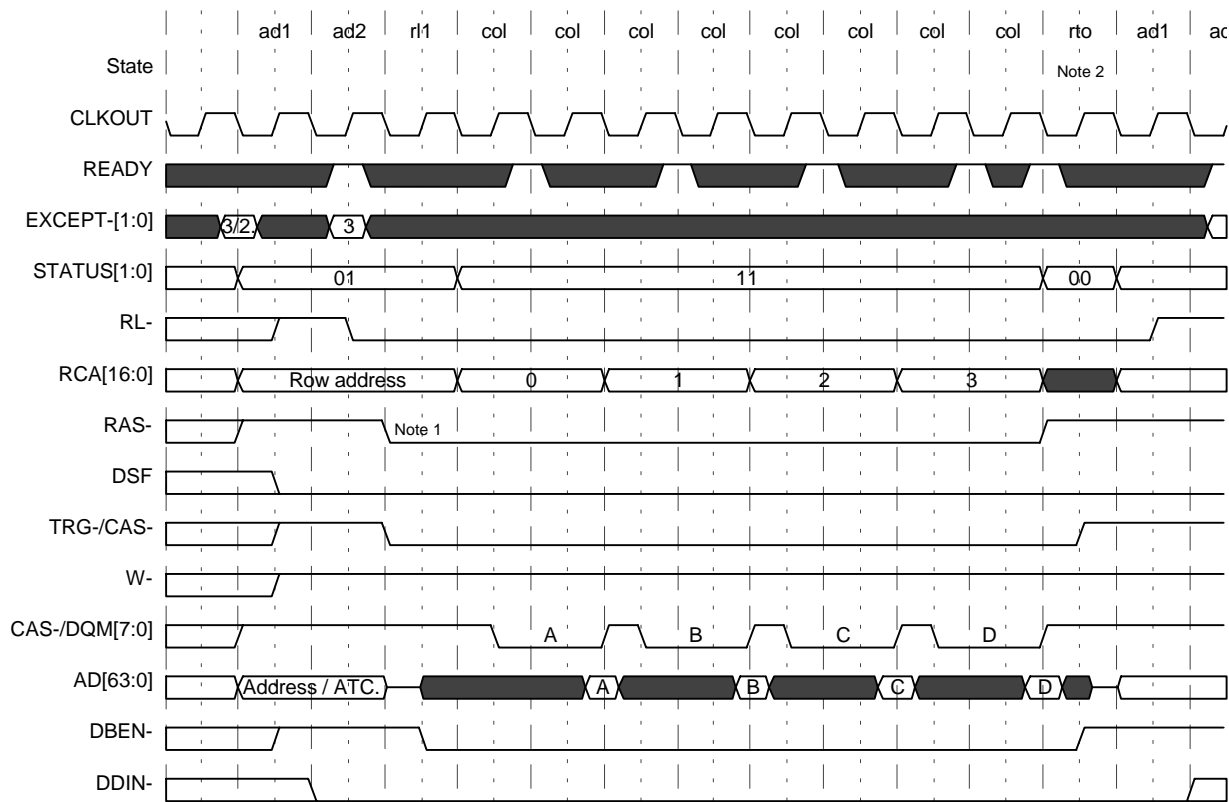 ad1 ad2 rl1 col col col col col col col col rto ad1 ad
State Note 2
CLKOUT
READY
EXCEPT-[1:0] 3/2. 3
STATUS[1:0] 01 11 00
RL-
RCA[16:0] Row address 0 1 2 3
RAS- Note 1
DSF
TRG-/CAS-
W-
CAS-/DQM[7:0] A B C D
AD[63:0] Address / ATC. A B C D
DBEN-
DDIN-